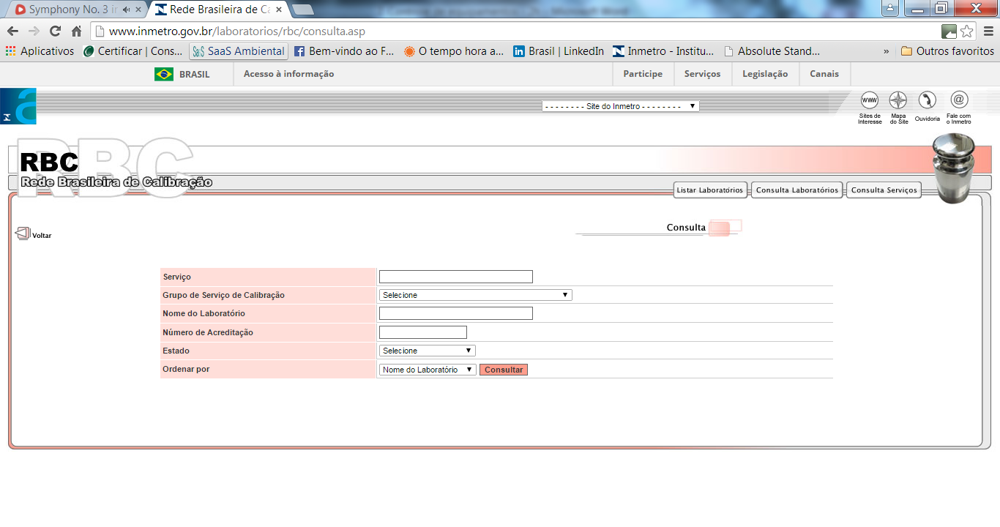 Symphony No. 3 in
Rede Brasileira de Ca
www.inmetro.gov.br/laboratorios/rbc/consulta.asp
Aplicativos
Certificar | Cons...
SaaS Ambiental
Bem-vindo ao F...
O tempo hora a...
Brasil | LinkedIn
Inmetro - Institu...
Absolute Stand...
»
Outros favoritos
BRASIL
Acesso à informação
Participe
Serviços
Legislação
Canais
- - - - - - - - Site do Inmetro - - - - - - - -
www
Sites de
Interesse
Mapa
do Site
Ouvidoria
@
Fale com
o Inmetro
RBC
RBC
Rede Brasileira de Calibração
Listar Laboratórios
Consulta Laboratórios
Consulta Serviços
Voltar
Consulta
Serviço
Grupo de Serviço de Calibração Selecione
Nome do Laboratório
Número de Acreditação
Estado Selecione
Ordenar por Nome do Laboratório Consultar